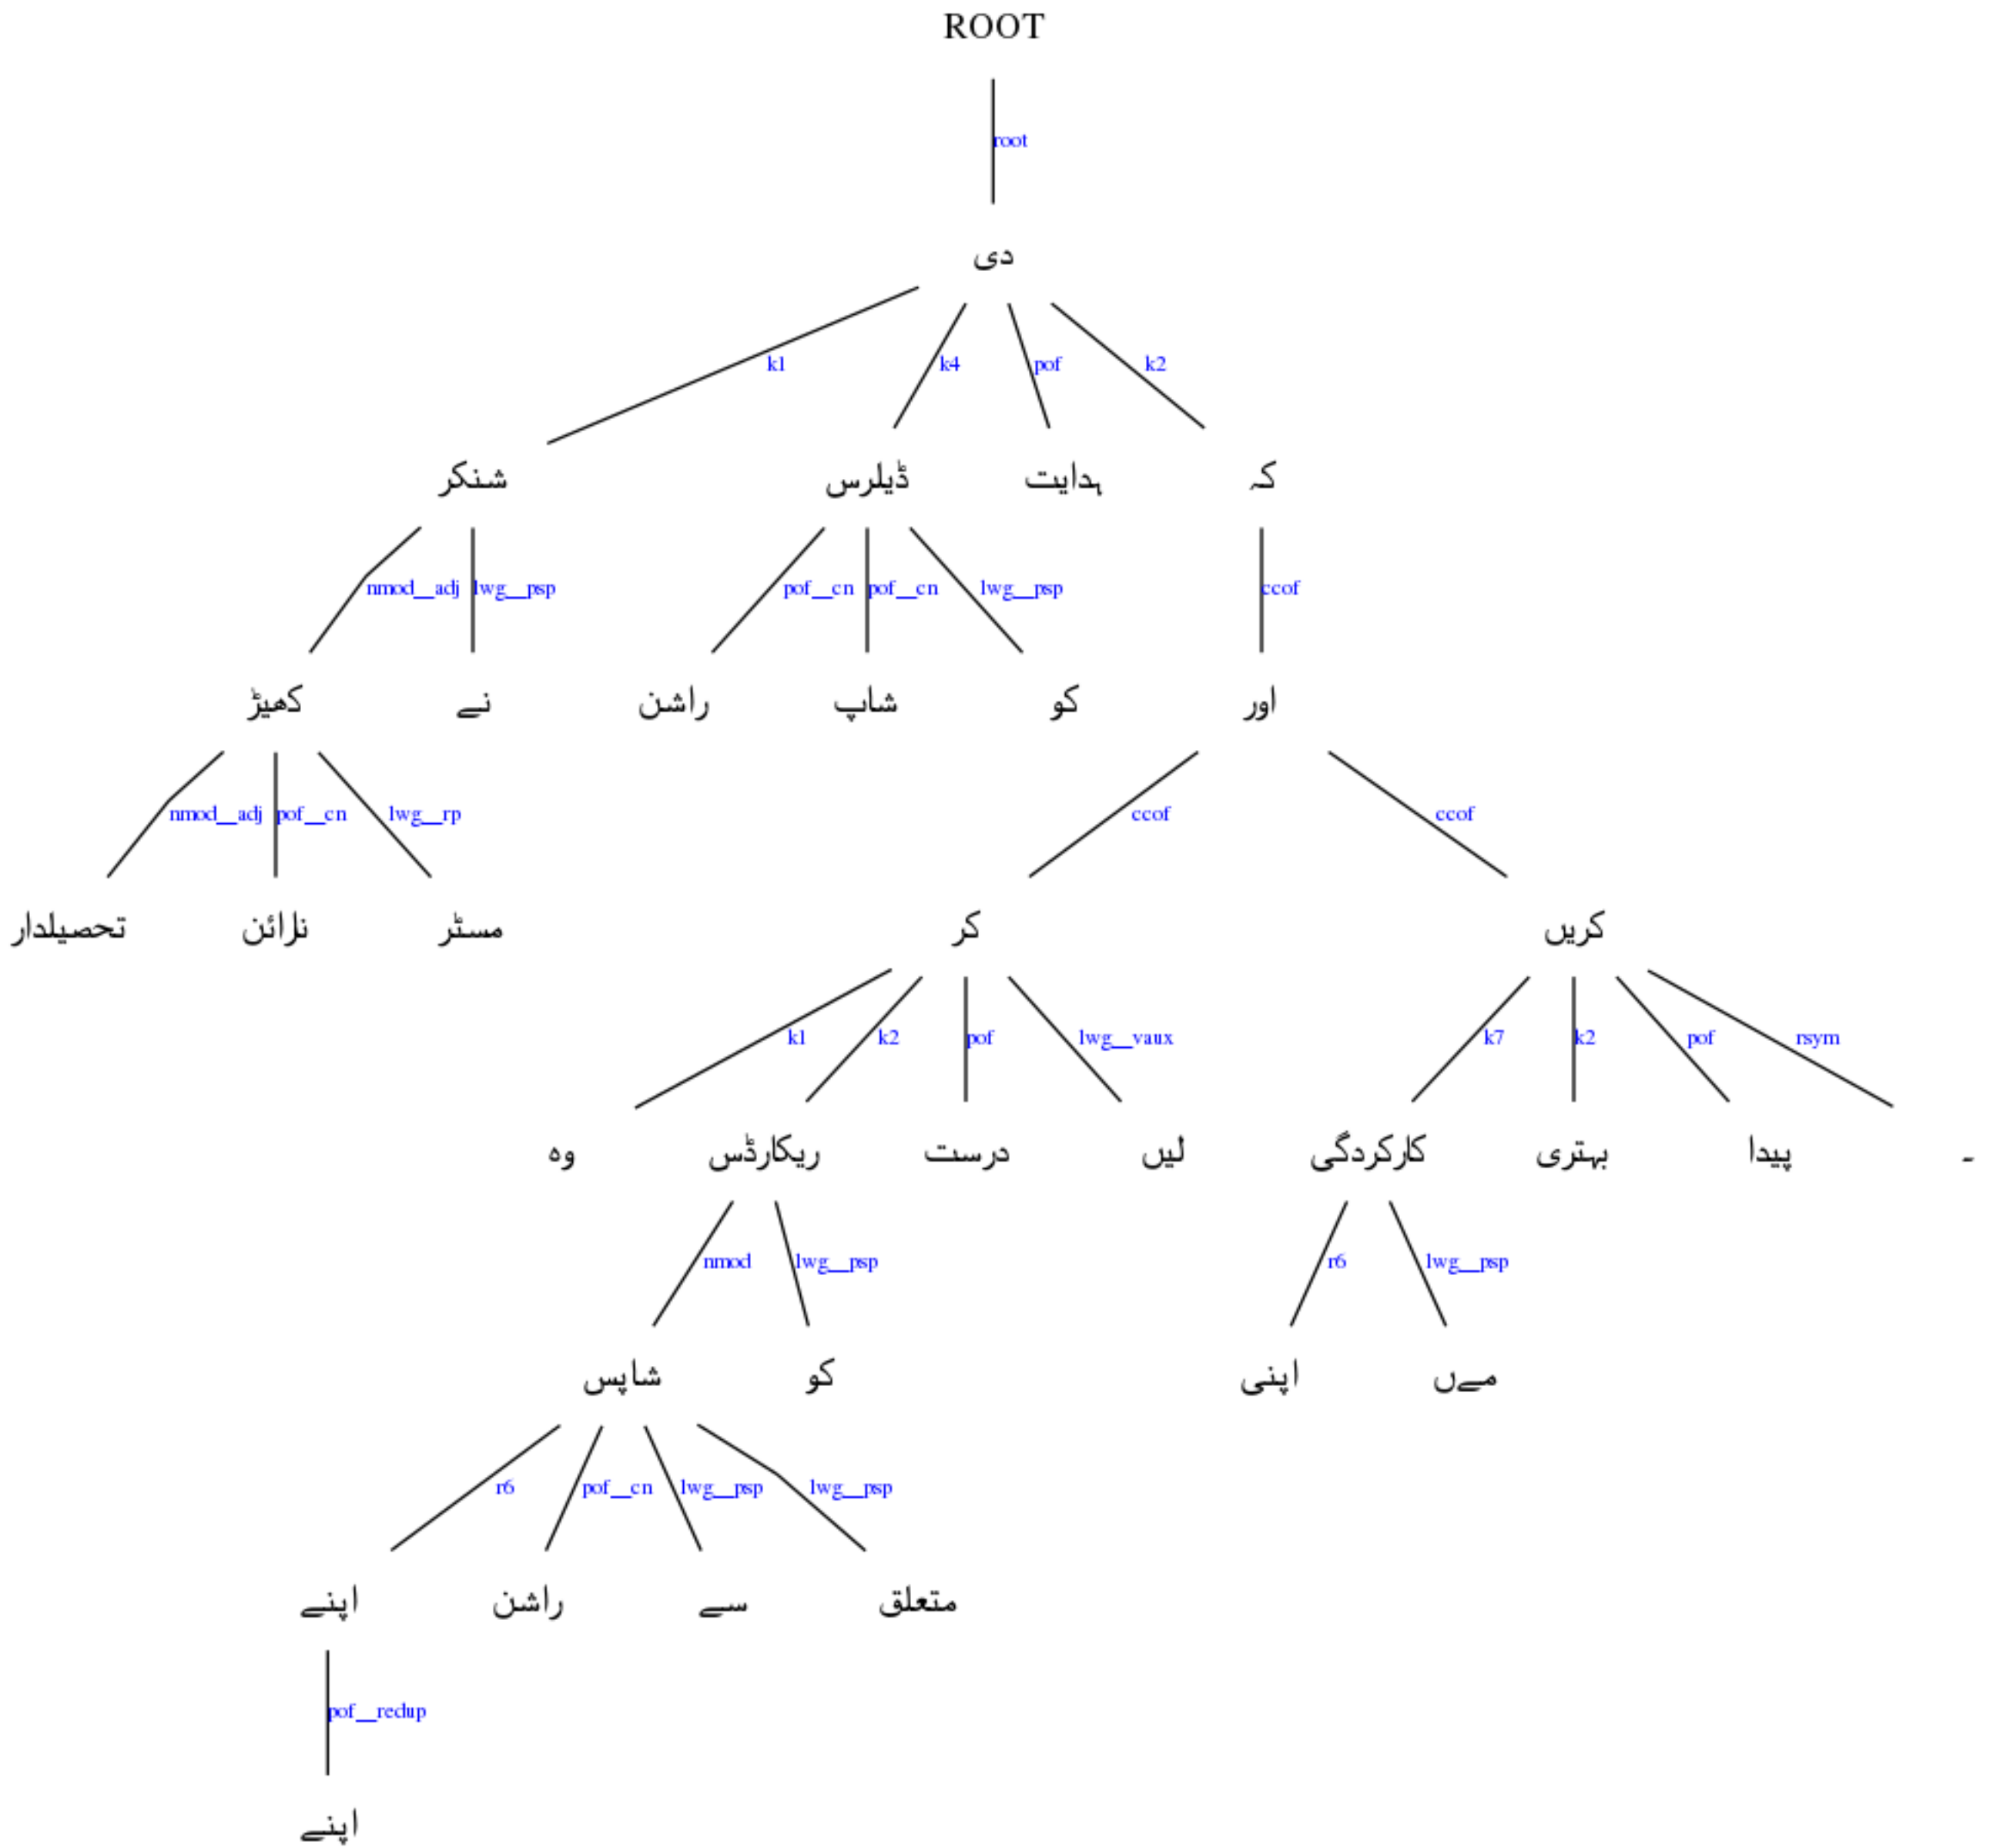 ROOT
root
دی
k1 k4 pof k2
شنکر ڈیلرس ہدایت کہ
nmod__adj lwg__psp pof__cn pof__cn lwg__psp ccof
کھیڑ نے راشن شاپ کو اور
nmod__adj pof__cn lwg__rp ccof ccof
تحصیلدار نرائن مسٹر کر کریں
k1 k2 pof lwg__vaux k7 k2 pof rsym
وہ ریکارڈس درست لیں کارکردگی بہتری پیدا ۔
nmod lwg__psp r6 lwg__psp
شاپس کو اپنی مےں
r6 pof__cn lwg__psp lwg__psp
اپنے راشن سے متعلق
pof__redup
اپنے